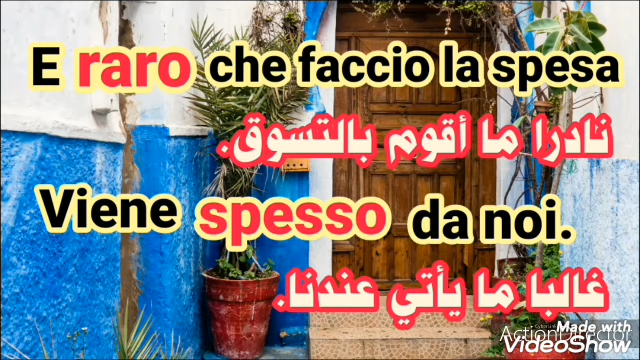 E raro che faccio la spesa
نادرا ما أقوم بالتسوق.
Viene spesso da noi.
غالبا ما يأتي عندنا.
Made with
ActionDirector
VideoShow